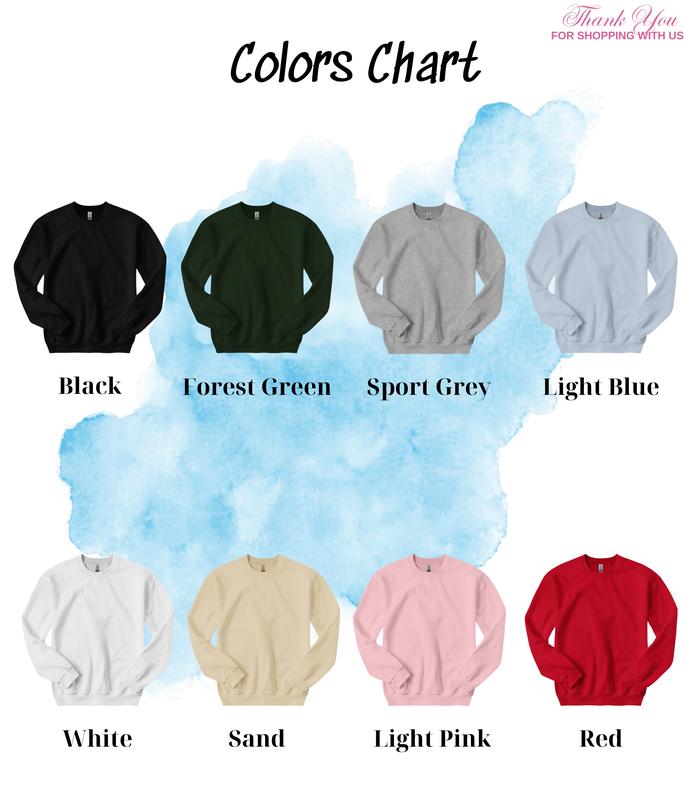 Thank You
FOR SHOPPING WITH US
Colors Chart
Black
Forest Green
Sport Grey
Light Blue
White
Sand
Light Pink
Red